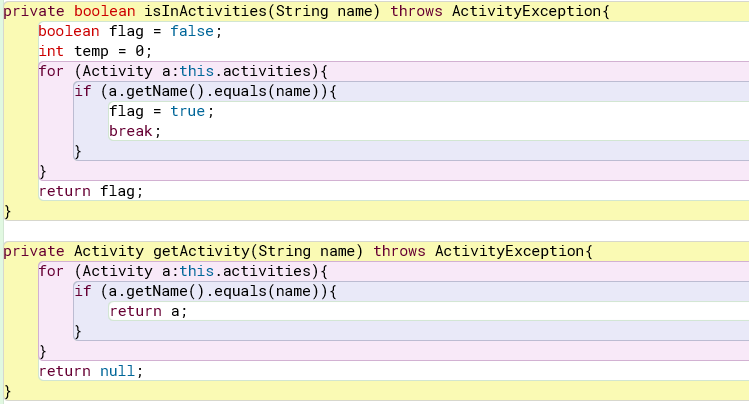 private boolean isInActivities(String name) throws ActivityException{
    boolean flag = false;
    int temp = 0;
    for (Activity a:this.activities){
        if (a.getName().equals(name)){
            flag = true;
            break;
        }
    }
    return flag;
}

private Activity getActivity(String name) throws ActivityException{
    for (Activity a:this.activities){
        if (a.getName().equals(name)){
            return a;
        }
    }
    return null;
}